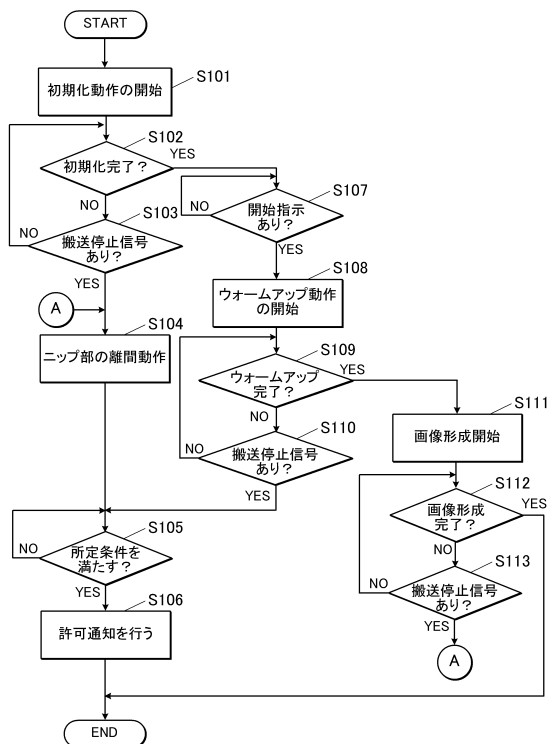 START
初期化動作の開始
S101
S102
初期化完了？
YES
NO
S103
搬送停止信号
あり？
NO
YES
A
S104
ニップ部の離間動作
S105
所定条件を
満たす？
NO
YES
S106
許可通知を行う
END
S107
開始指示
あり？
NO
YES
S108
ウォームアップ動作
の開始
S109
ウォームアップ
完了？
YES
NO
S110
搬送停止信号
あり？
NO
YES
S111
画像形成開始
S112
画像形成
完了？
YES
NO
S113
搬送停止信号
あり？
NO
YES
A